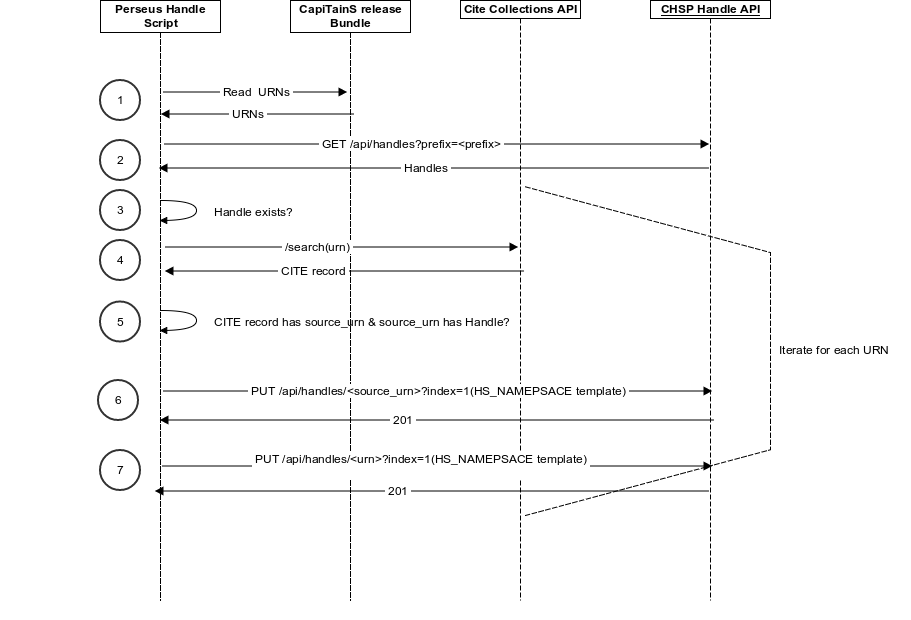 Perseus Handle
Script
CapiTainS release
Bundle
Cite Collections API
CHSP Handle API
1
Read URNs
URNs
2
GET /api/handles?prefix=<prefix>
Handles
3
Handle exists?
4
/search(urn)
CITE record
5
CITE record has source_urn & source_urn has Handle?
Iterate for each URN
6
PUT /api/handles/<source_urn>?index=1(HS_NAMEPSACE template)
201
7
PUT /api/handles/<urn>?index=1(HS_NAMEPSACE template)
201